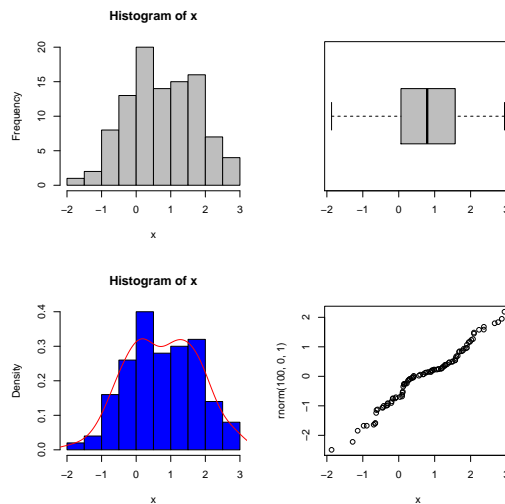 Histogram of x
Frequency
0 5 10 15 20
−2 −1 0 1 2 3
x
−2 −1 0 1 2 3
Histogram of x
Density
0.0 0.1 0.2 0.3 0.4
−2 −1 0 1 2 3
x
rnorm(100, 0, 1)
−2 −1 0 1 2
−2 −1 0 1 2 3
x